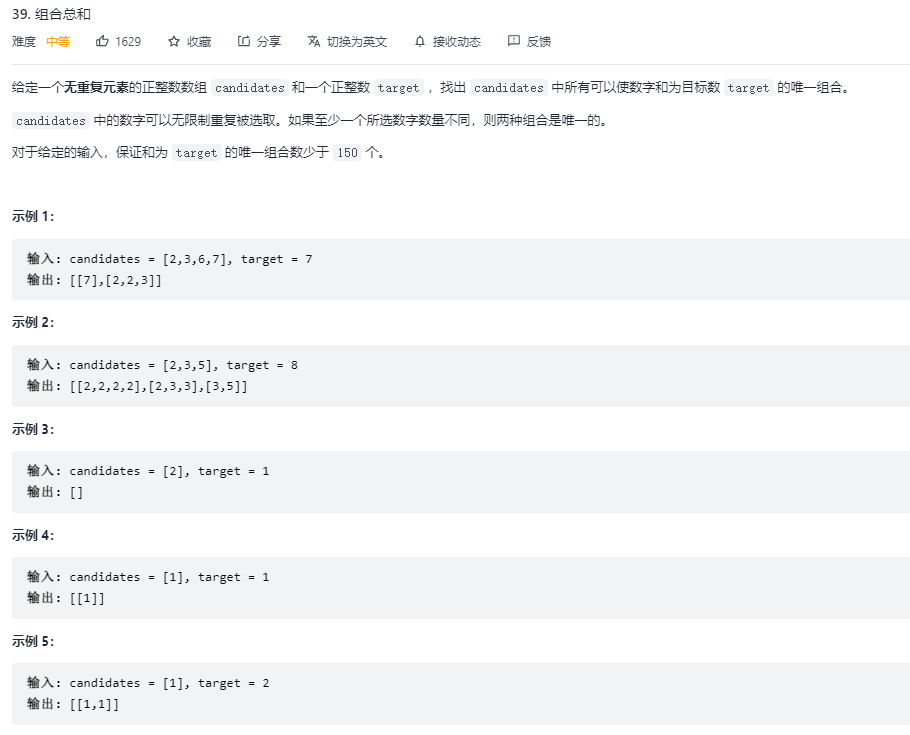 39. 组合总和
难度 中等 1629 收藏 分享 切换为英文 接收动态 反馈
给定一个无重复元素的正整数数组 candidates 和一个正整数 target ，找出 candidates 中所有可以使数字和为目标数 target 的唯一组合。
candidates 中的数字可以无限制重复被选取。如果至少一个所选数字数量不同，则两种组合是唯一的。
对于给定的输入，保证和为 target 的唯一组合数少于 150 个。
示例 1：
输入: candidates = [2,3,6,7], target = 7
输出: [[7],[2,2,3]]
示例 2：
输入: candidates = [2,3,5], target = 8
输出: [[2,2,2,2],[2,3,3],[3,5]]
示例 3：
输入: candidates = [2], target = 1
输出: []
示例 4：
输入: candidates = [1], target = 1
输出: [[1]]
示例 5：
输入: candidates = [1], target = 2
输出: [[1,1]]